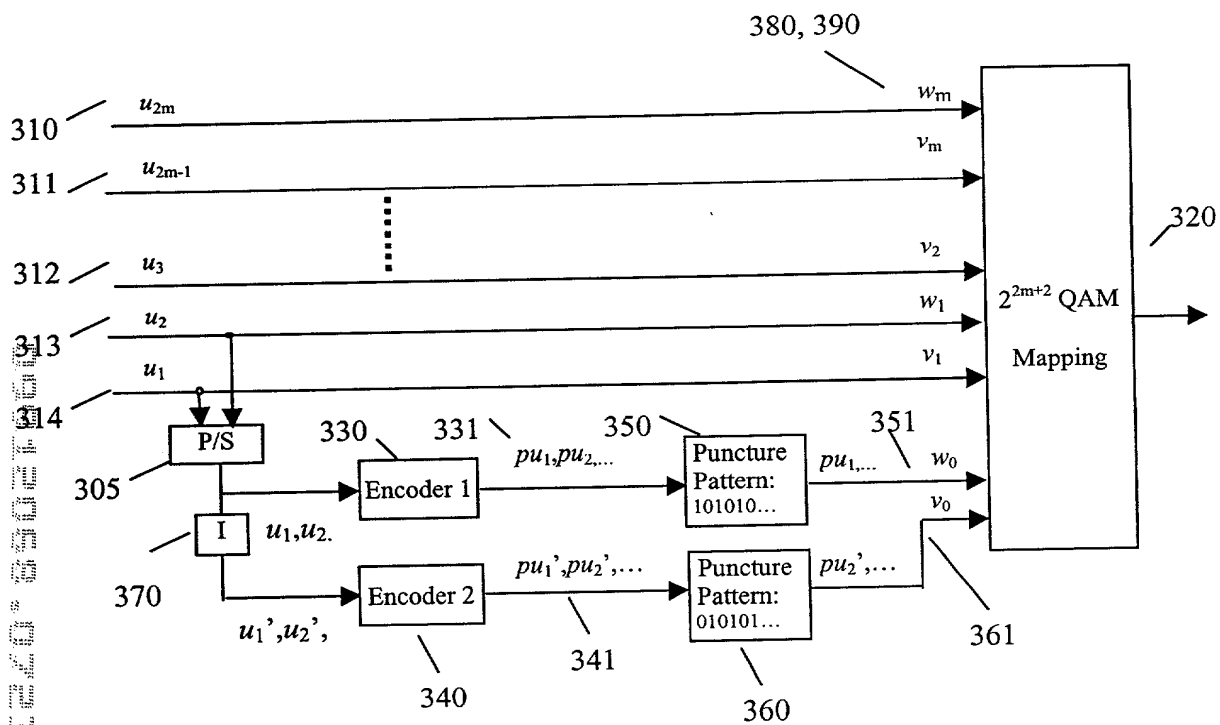 380, 390
u2m
wm
310
vm
u2m-1
311
320
u3
v2
312
2^2m+2 QAM
Mapping
u2
w1
313
u1
v1
314
P/S
330
331
350
351
305
pu1,pu2,...
Puncture
Pattern:
101010...
pu1,...
w0
Encoder 1
v0
I
u1,u2.
370
pu1',pu2',...
Puncture
Pattern:
010101...
pu2',...
Encoder 2
u1',u2',
341
361
340
360